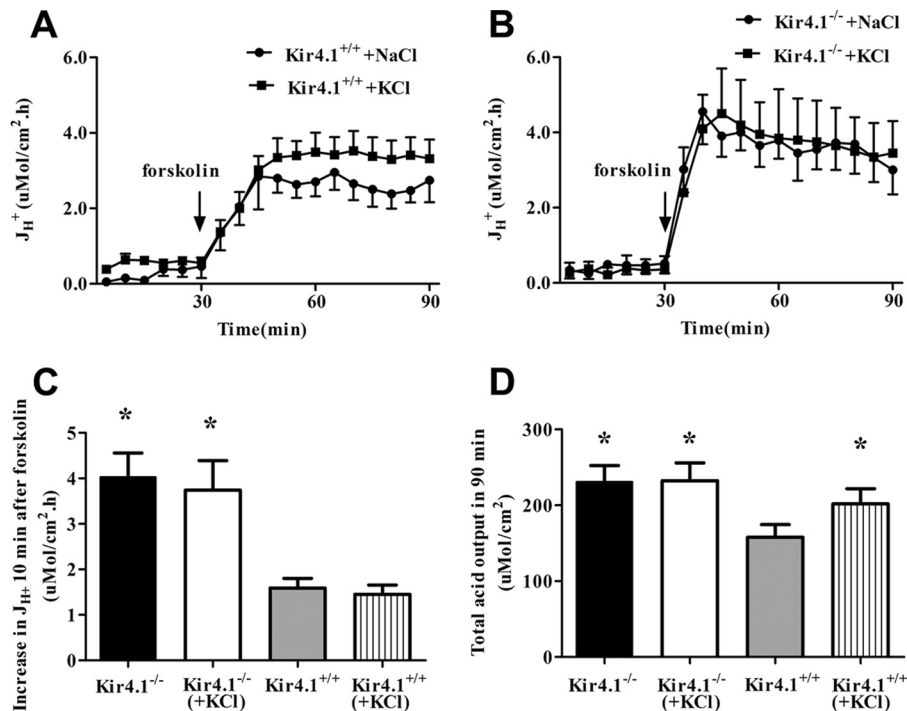 A
Kir4.1+/+ +NaCl
Kir4.1+/+ +KCl
JH+ (uMol/cm2.h)
6.0
4.0
2.0
0.0
forskolin
30
60
90
Time(min)
B
Kir4.1-/- +NaCl
Kir4.1-/- +KCl
JH+ (uMol/cm2.h)
6.0
4.0
2.0
0.0
forskolin
30
60
90
Time(min)
C
Increase in JH+ 10 min after forskolin
(uMol/cm2.h)
5
4
3
2
1
0
*
*
Kir4.1-/-
Kir4.1-/-
(+KCl)
Kir4.1+/+
Kir4.1+/+
(+KCl)
D
Total acid output in 90 min
(uMol/cm2)
300
200
100
0
*
*
*
Kir4.1-/-
Kir4.1-/-
(+KCl)
Kir4.1+/+
Kir4.1+/+
(+KCl)